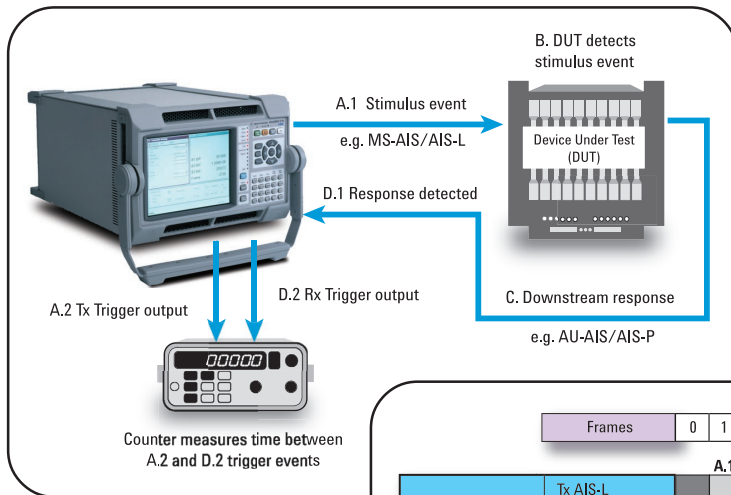 B. DUT detects
stimulus event
A.1 Stimulus event
e.g. MS-AIS/AIS-L
Device Under Test
(DUT)
D.1 Response detected
A.2 Tx Trigger output
D.2 Rx Trigger output
C. Downstream response
e.g. AU-AIS/AIS-P
00000
Counter measures time between
A.2 and D.2 trigger events
Frames 0 1
A.1
Tx AIS-L